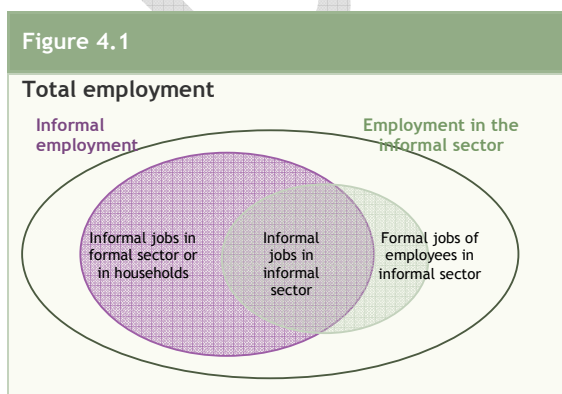 Figure 4.1
Total employment
Informal
employment
Employment in the
informal sector
Informal jobs in
formal sector or
in households
Informal
jobs in
informal
sector
Formal jobs of
employees in
informal sector